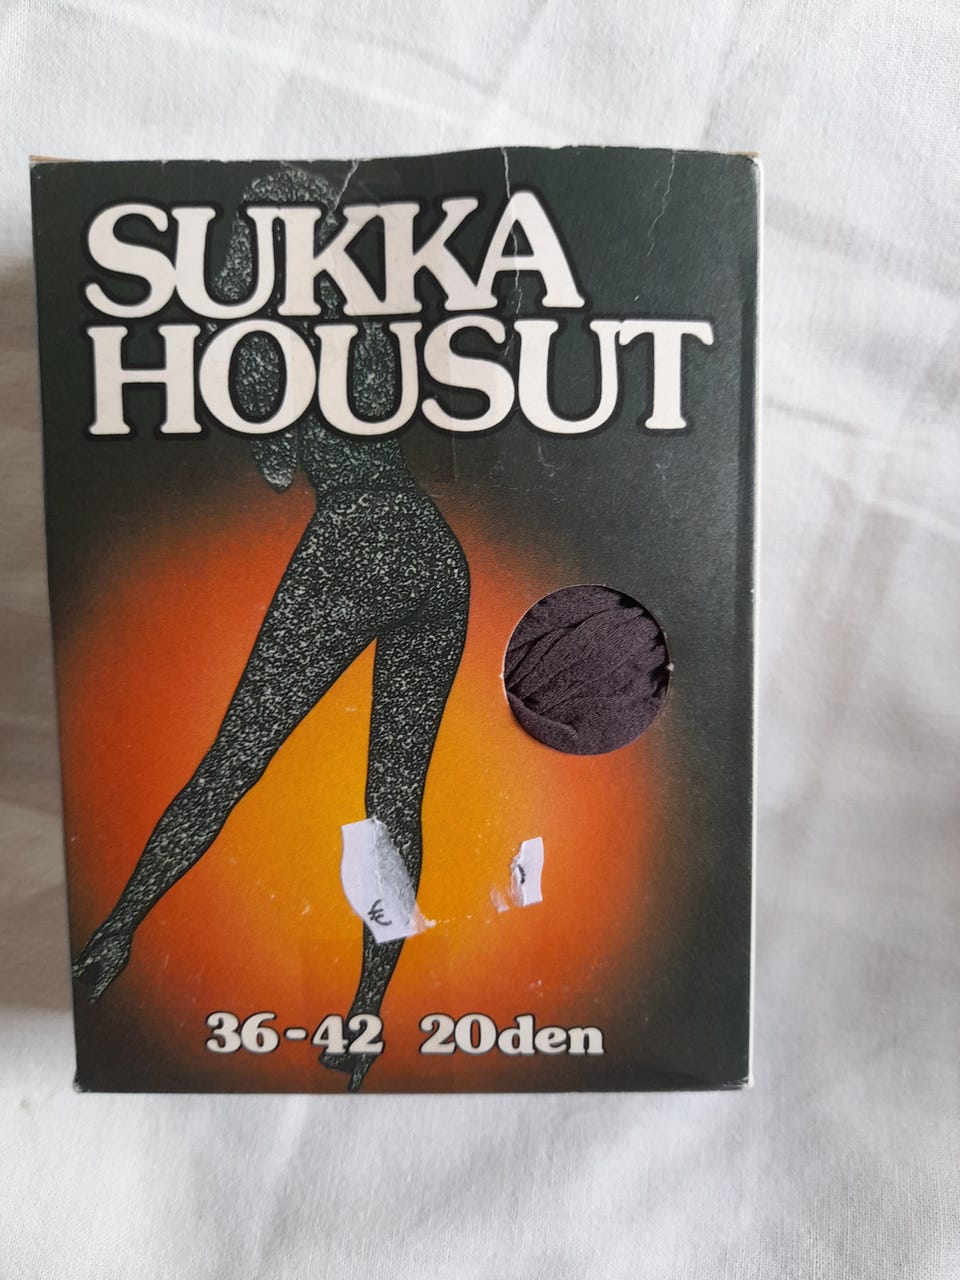 SUKKA
HOUSUT
€
36-42 20den